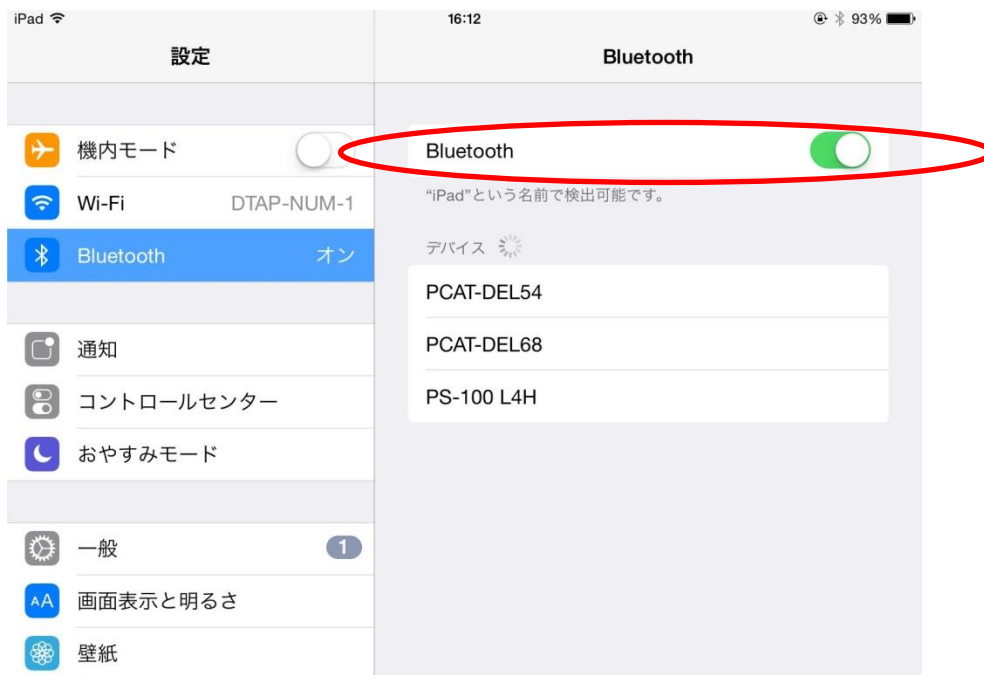 iPad 16:12 93%
設定
Bluetooth
機内モード
Wi-Fi DTAP-NUM-1
Bluetooth オン
通知
コントロールセンター
おやすみモード
一般 1
AA 画面表示と明るさ
壁紙
Bluetooth
“iPad”という名前で検出可能です。
デバイス
PCAT-DEL54
PCAT-DEL68
PS-100 L4H